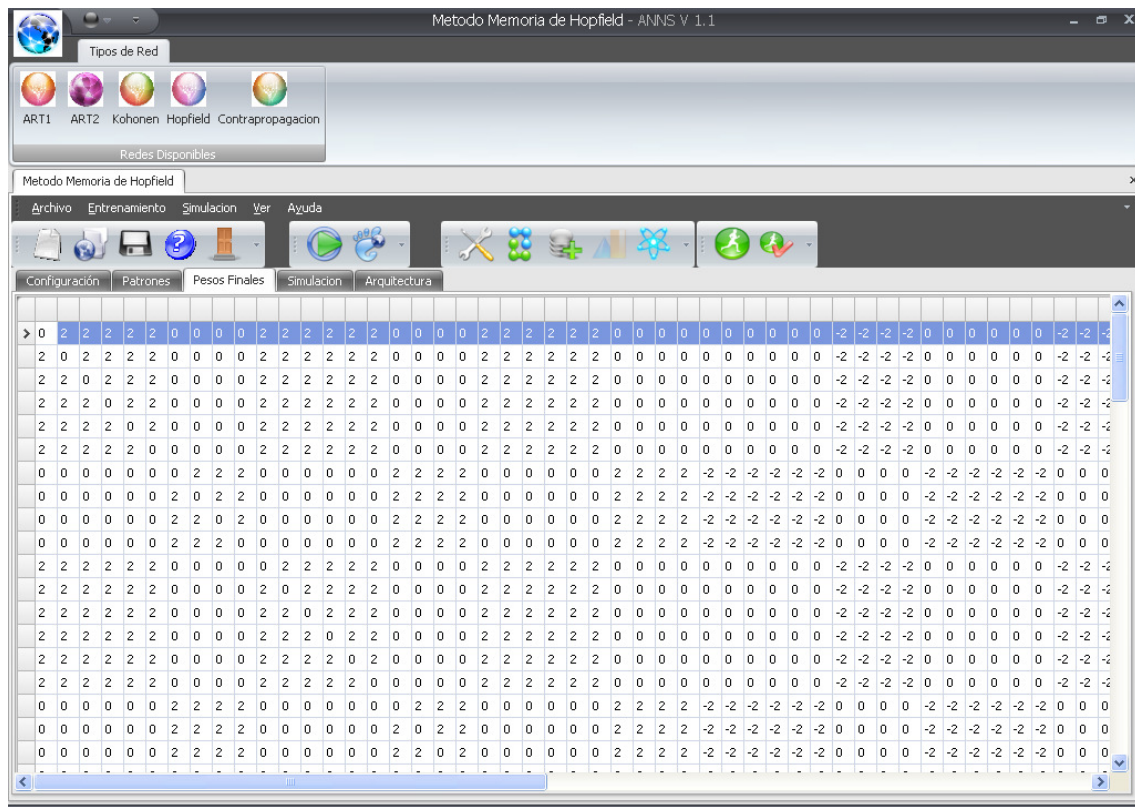 Metodo Memoria de Hopfield - ANNS V 1.1
Tipos de Red
ART1 ART2 Kohonen Hopfield Contrapropagacion
Redes Disponibles
Metodo Memoria de Hopfield
Archivo Entrenamiento Simulacion Ver Ayuda
Configuración Patrones Pesos Finales Simulacion Arquitectura
0 2 2 2 2 2 0 0 0 0 2 2 2 2 2 2 0 0 0 0 2 2 2 2 2 2 0 0 0 0 0 0 0 0 0 0 -2 -2 -2 -2 0 0 0 0 0 0 -2 -2 -2
2 0 2 2 2 2 0 0 0 0 2 2 2 2 2 2 0 0 0 0 2 2 2 2 2 2 0 0 0 0 0 0 0 0 0 0 -2 -2 -2 -2 0 0 0 0 0 0 -2 -2 -2
2 2 0 2 2 2 0 0 0 0 2 2 2 2 2 2 0 0 0 0 2 2 2 2 2 2 0 0 0 0 0 0 0 0 0 0 -2 -2 -2 -2 0 0 0 0 0 0 -2 -2 -2
2 2 2 0 2 2 0 0 0 0 2 2 2 2 2 2 0 0 0 0 2 2 2 2 2 2 0 0 0 0 0 0 0 0 0 0 -2 -2 -2 -2 0 0 0 0 0 0 -2 -2 -2
2 2 2 2 0 2 0 0 0 0 2 2 2 2 2 2 0 0 0 0 2 2 2 2 2 2 0 0 0 0 0 0 0 0 0 0 -2 -2 -2 -2 0 0 0 0 0 0 -2 -2 -2
2 2 2 2 2 0 0 0 0 0 2 2 2 2 2 2 0 0 0 0 2 2 2 2 2 2 0 0 0 0 0 0 0 0 0 0 -2 -2 -2 -2 0 0 0 0 0 0 -2 -2 -2
0 0 0 0 0 0 0 2 2 2 0 0 0 0 0 0 2 2 2 2 0 0 0 0 0 0 2 2 2 2 -2 -2 -2 -2 -2 -2 0 0 0 0 -2 -2 -2 -2 -2 -2 0 0 0
0 0 0 0 0 0 2 0 2 2 0 0 0 0 0 0 2 2 2 2 0 0 0 0 0 0 2 2 2 2 -2 -2 -2 -2 -2 -2 0 0 0 0 -2 -2 -2 -2 -2 -2 0 0 0
0 0 0 0 0 0 2 2 0 2 0 0 0 0 0 0 2 2 2 2 0 0 0 0 0 0 2 2 2 2 -2 -2 -2 -2 -2 -2 0 0 0 0 -2 -2 -2 -2 -2 -2 0 0 0
0 0 0 0 0 0 2 2 2 0 0 0 0 0 0 0 2 2 2 2 0 0 0 0 0 0 2 2 2 2 -2 -2 -2 -2 -2 -2 0 0 0 0 -2 -2 -2 -2 -2 -2 0 0 0
2 2 2 2 2 2 0 0 0 0 0 2 2 2 2 2 0 0 0 0 2 2 2 2 2 2 0 0 0 0 0 0 0 0 0 0 -2 -2 -2 -2 0 0 0 0 0 0 -2 -2 -2
2 2 2 2 2 2 0 0 0 0 2 0 2 2 2 2 0 0 0 0 2 2 2 2 2 2 0 0 0 0 0 0 0 0 0 0 -2 -2 -2 -2 0 0 0 0 0 0 -2 -2 -2
2 2 2 2 2 2 0 0 0 0 2 2 0 2 2 2 0 0 0 0 2 2 2 2 2 2 0 0 0 0 0 0 0 0 0 0 -2 -2 -2 -2 0 0 0 0 0 0 -2 -2 -2
2 2 2 2 2 2 0 0 0 0 2 2 2 0 2 2 0 0 0 0 2 2 2 2 2 2 0 0 0 0 0 0 0 0 0 0 -2 -2 -2 -2 0 0 0 0 0 0 -2 -2 -2
2 2 2 2 2 2 0 0 0 0 2 2 2 2 0 2 0 0 0 0 2 2 2 2 2 2 0 0 0 0 0 0 0 0 0 0 -2 -2 -2 -2 0 0 0 0 0 0 -2 -2 -2
2 2 2 2 2 2 0 0 0 0 2 2 2 2 2 0 0 0 0 0 2 2 2 2 2 2 0 0 0 0 0 0 0 0 0 0 -2 -2 -2 -2 0 0 0 0 0 0 -2 -2 -2
0 0 0 0 0 0 2 2 2 2 0 0 0 0 0 0 0 2 2 2 0 0 0 0 0 0 2 2 2 2 -2 -2 -2 -2 -2 -2 0 0 0 0 -2 -2 -2 -2 -2 -2 0 0 0
0 0 0 0 0 0 2 2 2 2 0 0 0 0 0 0 2 0 2 2 0 0 0 0 0 0 2 2 2 2 -2 -2 -2 -2 -2 -2 0 0 0 0 -2 -2 -2 -2 -2 -2 0 0 0
0 0 0 0 0 0 2 2 2 2 0 0 0 0 0 0 2 2 0 2 0 0 0 0 0 0 2 2 2 2 -2 -2 -2 -2 -2 -2 0 0 0 0 -2 -2 -2 -2 -2 -2 0 0 0